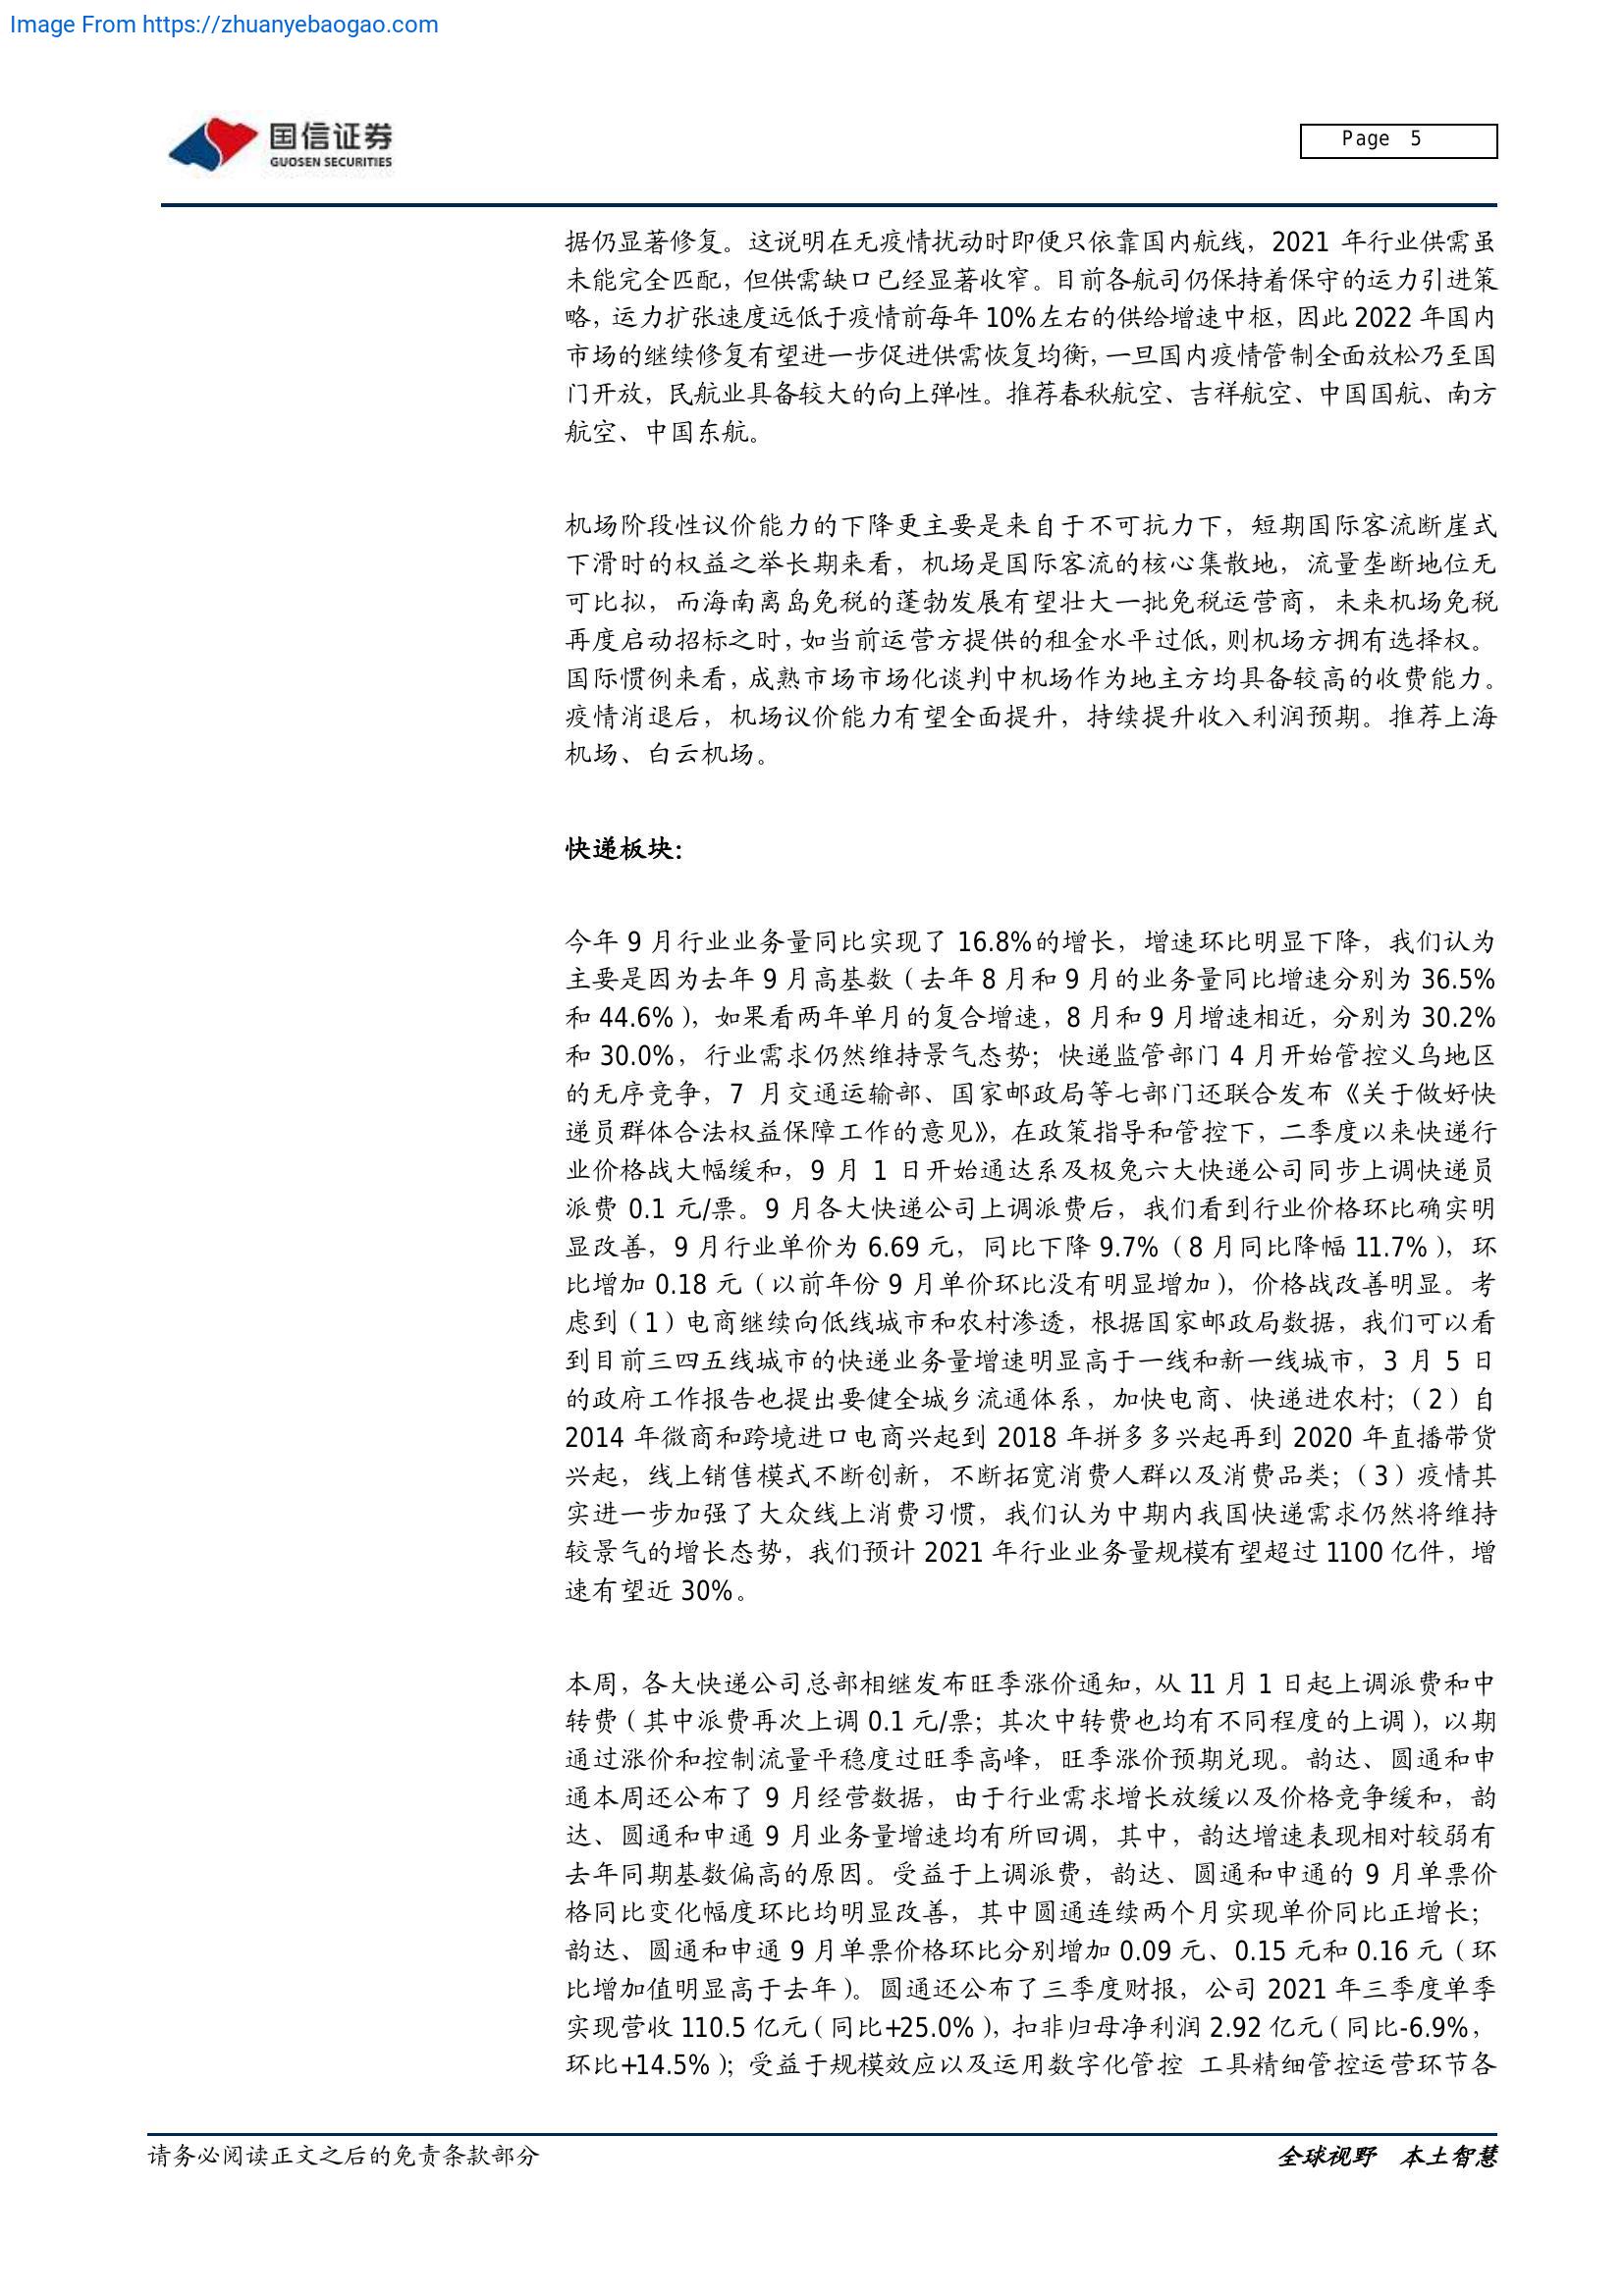 Image From https://zhuanyebaogao.com
国信证券
GUOSEN SECURITIES
Page 5
据仍显著修复。这说明在无疫情扰动时即便只依靠国内航线，2021 年行业供需虽
未能完全匹配，但供需缺口已经显著收窄。目前各航司仍保持着保守的运力引进策
略，运力扩张速度远低于疫情前每年 10%左右的供给增速中枢，因此 2022 年国内
市场的继续修复有望进一步促进供需恢复均衡，一旦国内疫情管制全面放松乃至国
门开放，民航业具备较大的向上弹性。推荐春秋航空、吉祥航空、中国国航、南方
航空、中国东航。
机场阶段性议价能力的下降更主要是来自于不可抗力下，短期国际客流断崖式
下滑时的权益之举长期来看，机场是国际客流的核心集散地，流量垄断地位无
可比拟，而海南离岛免税的蓬勃发展有望壮大一批免税运营商，未来机场免税
再度启动招标之时，如当前运营方提供的租金水平过低，则机场方拥有选择权。
国际惯例来看，成熟市场市场化谈判中机场作为地主方均具备较高的收费能力。
疫情消退后，机场议价能力有望全面提升，持续提升收入利润预期。推荐上海
机场、白云机场。
快递板块：
今年 9 月行业业务量同比实现了 16.8%的增长，增速环比明显下降，我们认为
主要是因为去年 9 月高基数（去年 8 月和 9 月的业务量同比增速分别为 36.5%
和 44.6%），如果看两年单月的复合增速，8 月和 9 月增速相近，分别为 30.2%
和 30.0%，行业需求仍然维持景气态势；快递监管部门 4 月开始管控义乌地区
的无序竞争，7 月交通运输部、国家邮政局等七部门还联合发布《关于做好快
递员群体合法权益保障工作的意见》，在政策指导和管控下，二季度以来快递行
业价格战大幅缓和，9 月 1 日开始通达系及极兔六大快递公司同步上调快递员
派费 0.1 元/票。9 月各大快递公司上调派费后，我们看到行业价格环比确实明
显改善，9 月行业单价为 6.69 元，同比下降 9.7%（8 月同比降幅 11.7%），环
比增加 0.18 元（以前年份 9 月单价环比没有明显增加），价格战改善明显。考
虑到（1）电商继续向低线城市和农村渗透，根据国家邮政局数据，我们可以看
到目前三四五线城市的快递业务量增速明显高于一线和新一线城市，3 月 5 日
的政府工作报告也提出要健全城乡流通体系，加快电商、快递进农村；（2）自
2014 年微商和跨境进口电商兴起到 2018 年拼多多兴起再到 2020 年直播带货
兴起，线上销售模式不断创新，不断拓宽消费人群以及消费品类；（3）疫情其
实进一步加强了大众线上消费习惯，我们认为中期内我国快递需求仍然将维持
较景气的增长态势，我们预计 2021 年行业业务量规模有望超过 1100 亿件，增
速有望近 30%。
本周，各大快递公司总部相继发布旺季涨价通知，从 11 月 1 日起上调派费和中
转费（其中派费再次上调 0.1 元/票；其次中转费也均有不同程度的上调），以期
通过涨价和控制流量平稳度过旺季高峰，旺季涨价预期兑现。韵达、圆通和申
通本周还公布了 9 月经营数据，由于行业需求增长放缓以及价格竞争缓和，韵
达、圆通和申通 9 月业务量增速均有所回调，其中，韵达增速表现相对较弱有
去年同期基数偏高的原因。受益于上调派费，韵达、圆通和申通的 9 月单票价
格同比变化幅度环比均明显改善，其中圆通连续两个月实现单价同比正增长；
韵达、圆通和申通 9 月单票价格环比分别增加 0.09 元、0.15 元和 0.16 元（环
比增加值明显高于去年）。圆通还公布了三季度财报，公司 2021 年三季度单季
实现营收 110.5 亿元（同比+25.0%），扣非归母净利润 2.92 亿元（同比-6.9%，
环比+14.5%）；受益于规模效应以及运用数字化管控 工具精细管控运营环节各
请务必阅读正文之后的免责条款部分
全球视野 本土智慧